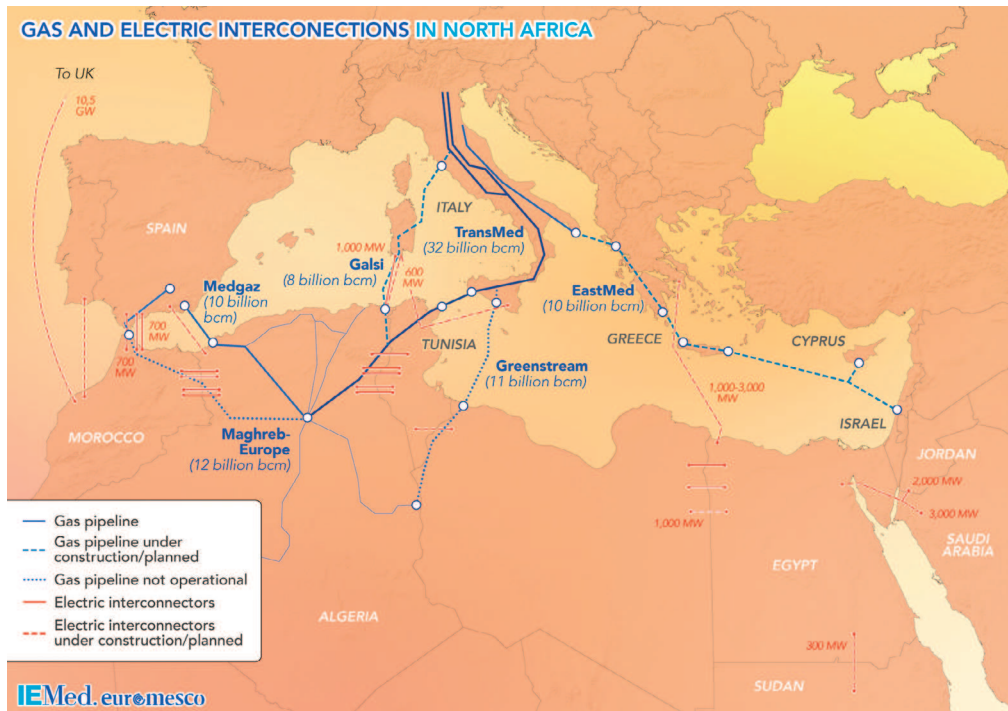 GAS AND ELECTRIC INTERCONECTIONS IN NORTH AFRICA
To UK
10,5
GW
SPAIN
ITALY
TransMed
(32 billion bcm)
1,000 MW
Galsi
(8 billion bcm)
600
MW
Medgaz
(10 billion
bcm)
EastMed
(10 billion bcm)
700
MW
700
MW
TUNISIA
GREECE
CYPRUS
Greenstream
(11 billion bcm)
1,000-3,000
MW
ISRAEL
MOROCCO
Maghreb-
Europe
(12 billion bcm)
JORDAN
2,000 MW
3,000 MW
1,000 MW
SAUDI
ARABIA
EGYPT
ALGERIA
300 MW
SUDAN
Gas pipeline
Gas pipeline under
construction/planned
Gas pipeline not operational
Electric interconnectors
Electric interconnectors
under construction/planned
IEMed. euromesco